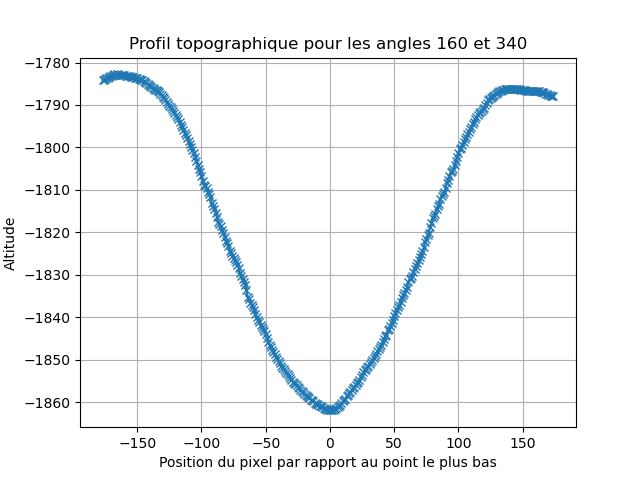 Profil topographique pour les angles 160 et 340
Altitude
−1780
−1790
−1800
−1810
−1820
−1830
−1840
−1850
−1860
−150 −100 −50 0 50 100 150
Position du pixel par rapport au point le plus bas